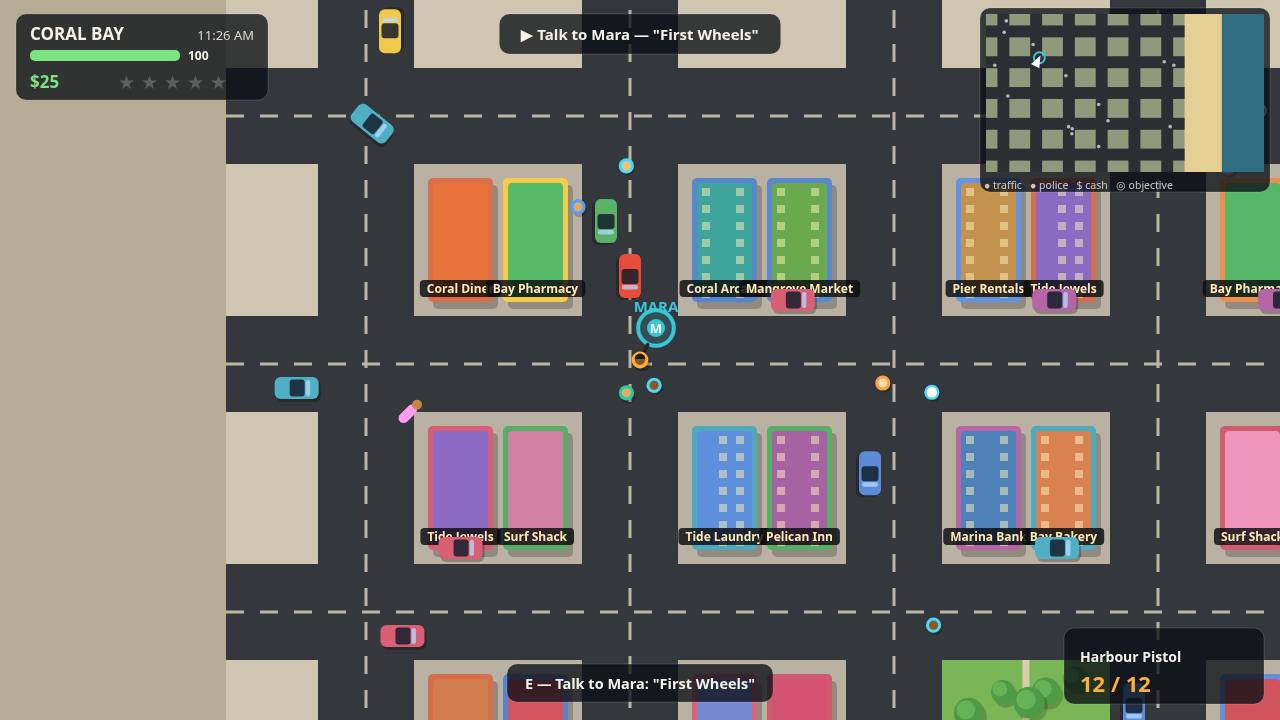 CORAL BAY
11:26 AM
100
$25
▶ Talk to Mara — "First Wheels"
● traffic ● police $ cash ◎ objective
Coral Dine
Bay Pharmacy
Coral Arc
Mangrove Market
Pier Rentals
Tide Jewels
Bay Pharma
MARA
M
Tide Jewels
Surf Shack
Tide Laundry
Pelican Inn
Marina Bank
Bay Bakery
Surf Shack
Harbour Pistol
12 / 12
E — Talk to Mara: "First Wheels"